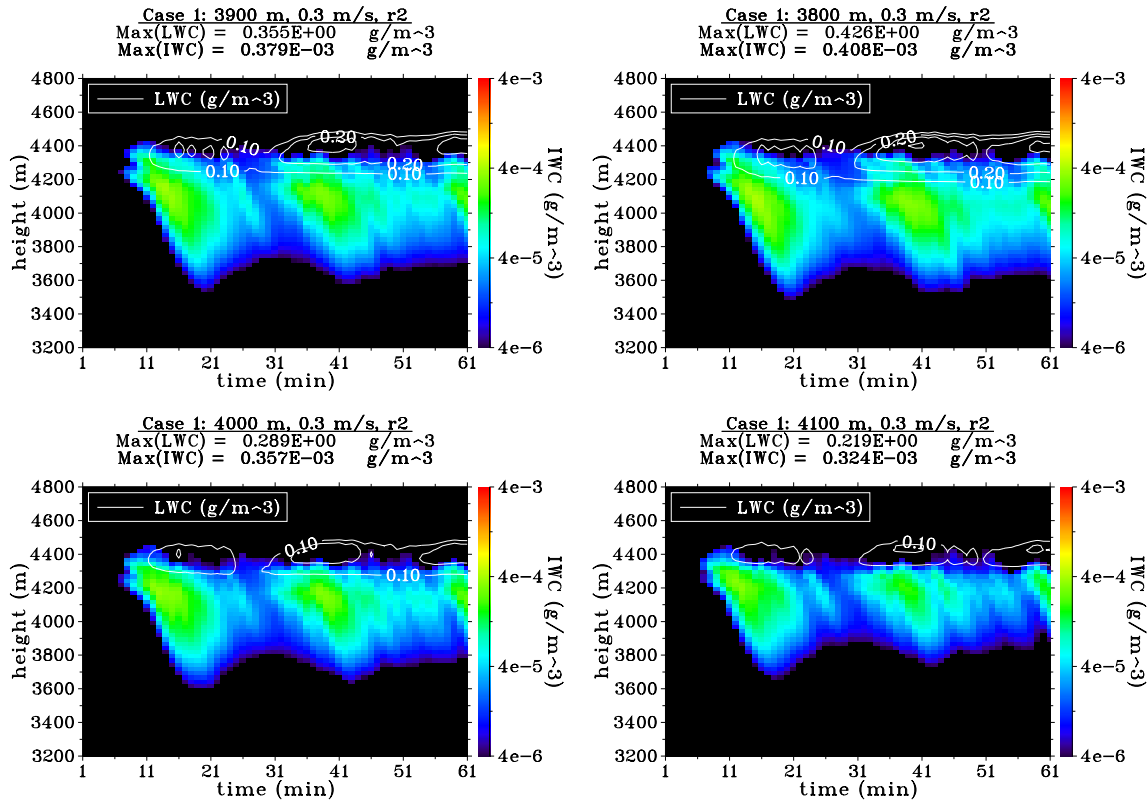 Case 1: 3900 m, 0.3 m/s, r2
Max(LWC) = 0.355E+00 g/m^3
Max(IWC) = 0.379E-03 g/m^3
4800
4600
4400
4200
4000
3800
3600
3400
3200
height (m)
LWC (g/m^3)
0.10
0.20
0.20
0.10
0.10
1
11
21
31
41
51
61
time (min)
4e-3
4e-4
4e-5
4e-6
IWC (g/m^3)
Case 1: 3800 m, 0.3 m/s, r2
Max(LWC) = 0.426E+00 g/m^3
Max(IWC) = 0.408E-03 g/m^3
4800
4600
4400
4200
4000
3800
3600
3400
3200
height (m)
LWC (g/m^3)
0.10
0.20
0.20
0.10
0.10
1
11
21
31
41
51
61
time (min)
4e-3
4e-4
4e-5
4e-6
IWC (g/m^3)
Case 1: 4000 m, 0.3 m/s, r2
Max(LWC) = 0.289E+00 g/m^3
Max(IWC) = 0.357E-03 g/m^3
4800
4600
4400
4200
4000
3800
3600
3400
3200
height (m)
LWC (g/m^3)
0.10
0.10
1
11
21
31
41
51
61
time (min)
4e-3
4e-4
4e-5
4e-6
IWC (g/m^3)
Case 1: 4100 m, 0.3 m/s, r2
Max(LWC) = 0.219E+00 g/m^3
Max(IWC) = 0.324E-03 g/m^3
4800
4600
4400
4200
4000
3800
3600
3400
3200
height (m)
LWC (g/m^3)
0.10
1
11
21
31
41
51
61
time (min)
4e-3
4e-4
4e-5
4e-6
IWC (g/m^3)